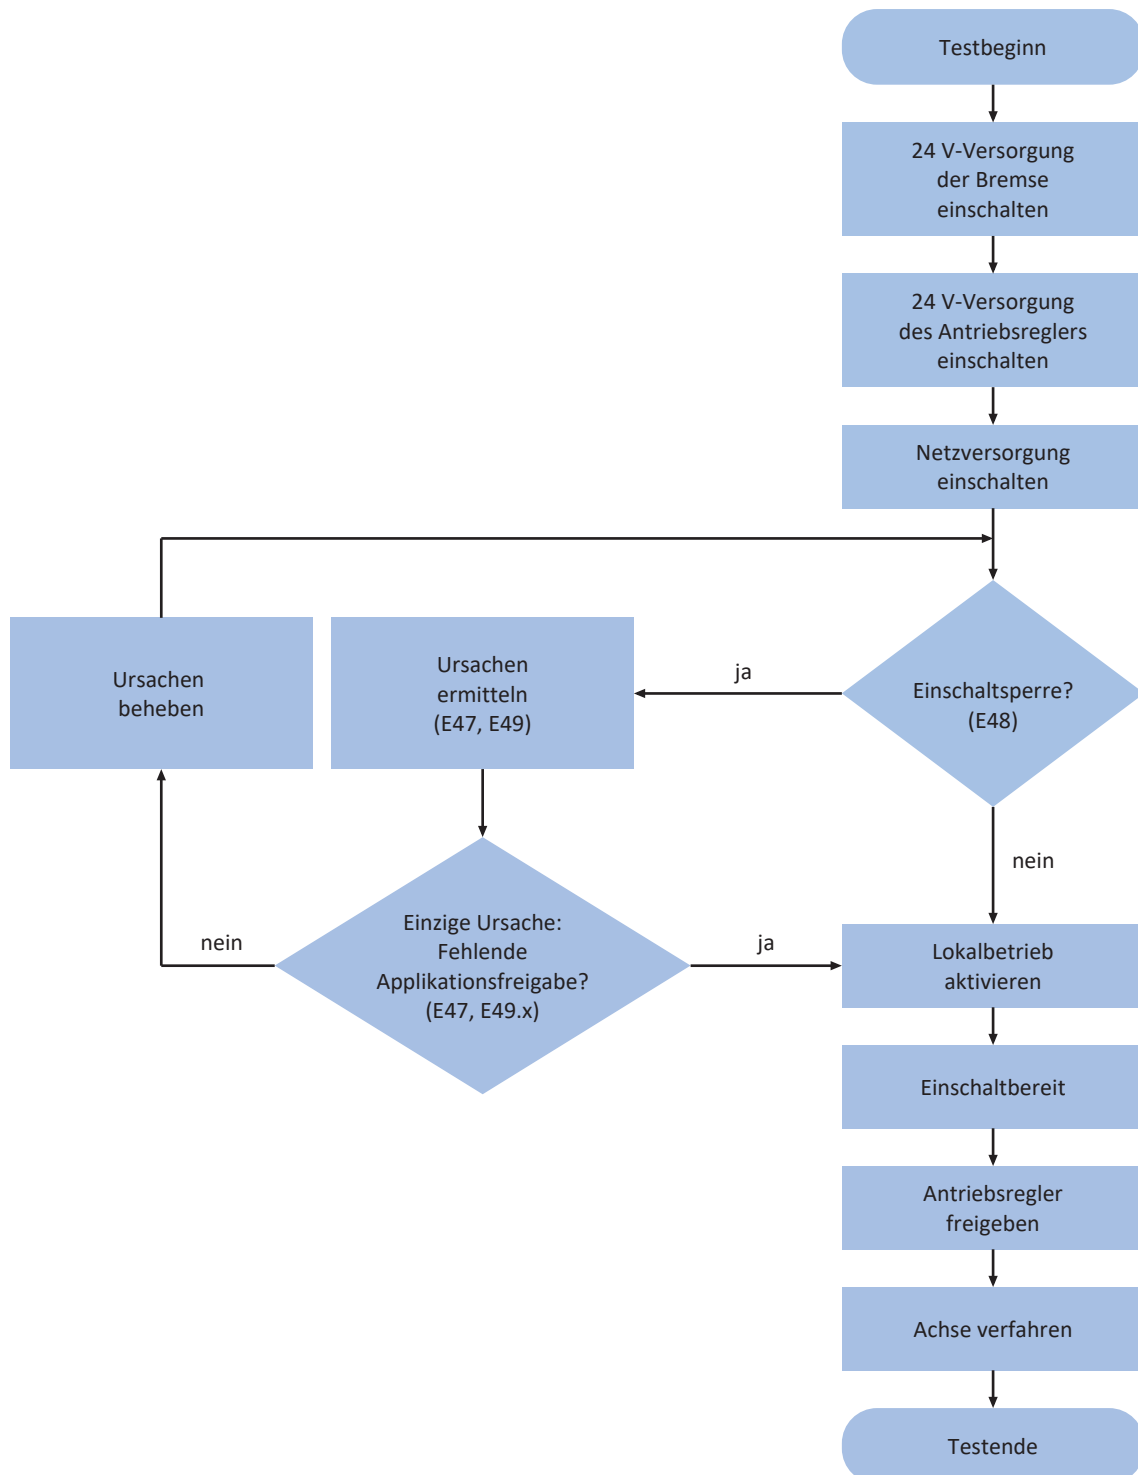 Testbeginn
24 V-Versorgung
der Bremse
einschalten
24 V-Versorgung
des Antriebsreglers
einschalten
Netzversorgung
einschalten
Einschaltsperre?
(E48)
ja
Ursachen
ermitteln
(E47, E49)
Ursachen
beheben
nein
Einzige Ursache:
Fehlende
Applikationsfreigabe?
(E47, E49.x)
nein
ja
Lokalbetrieb
aktivieren
Einschaltbereit
Antriebsregler
freigeben
Achse verfahren
Testende